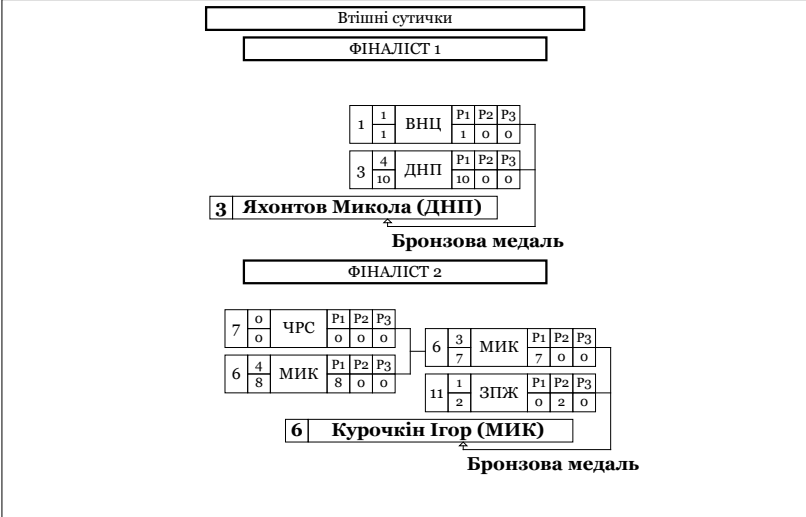 Втішні сутички
ФІНАЛІСТ 1
1 1 ВНЦ P1 P2 P3
1 1 0 0
3 4 ДНП P1 P2 P3
10 10 0 0
3 Яхонтов Микола (ДНП)
Бронзова медаль
ФІНАЛІСТ 2
7 0 ЧРС P1 P2 P3
0 0 0 0
6 3 МИК P1 P2 P3
7 7 0 0
6 4 МИК P1 P2 P3
8 8 0 0
11 1 ЗПЖ P1 P2 P3
2 0 2 0
6 Курочкін Ігор (МИК)
Бронзова медаль